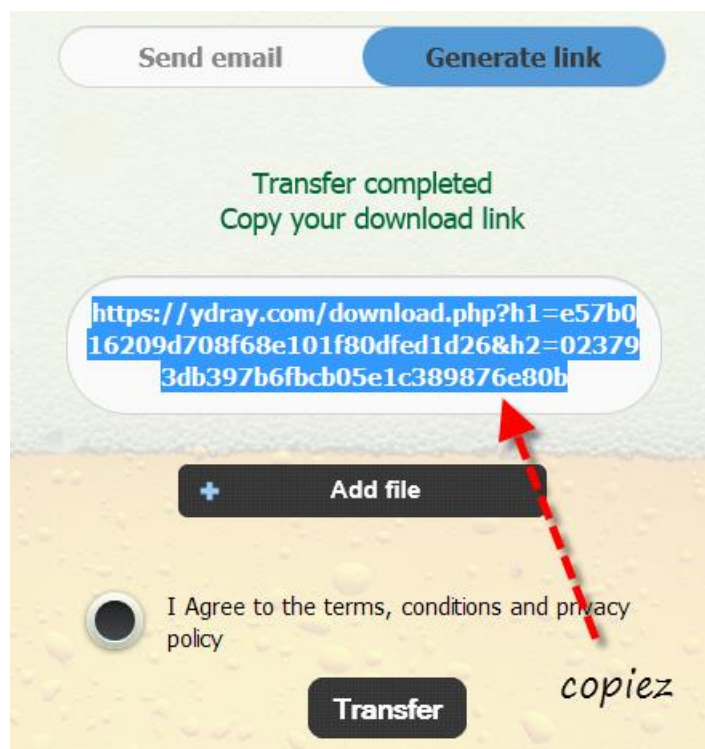 Send email
Generate link
Transfer completed
Copy your download link
https://ydray.com/download.php?h1=e57b0
16209d708f68e101f80dfed1d26&h2=02379
3db397b6fbcb05e1c389876e80b
Add file
I Agree to the terms, conditions and privacy
policy
copiez
Transfer